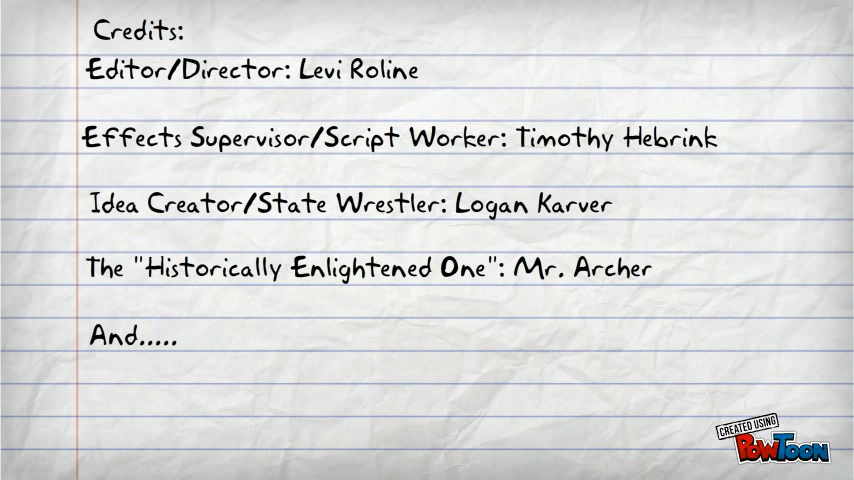 Credits:
Editor/Director: Levi Roline
Effects Supervisor/Script Worker: Timothy Hebrink
Idea Creator/State Wrestler: Logan Karver
The "Historically Enlightened One": Mr. Archer
And.....
CREATED USING
POWTOON